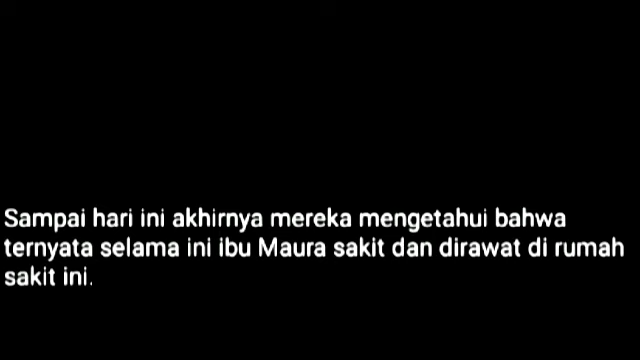 Sampai hari ini akhirnya mereka mengetahui bahwa
ternyata selama ini ibu Maura sakit dan dirawat di rumah
sakit ini.